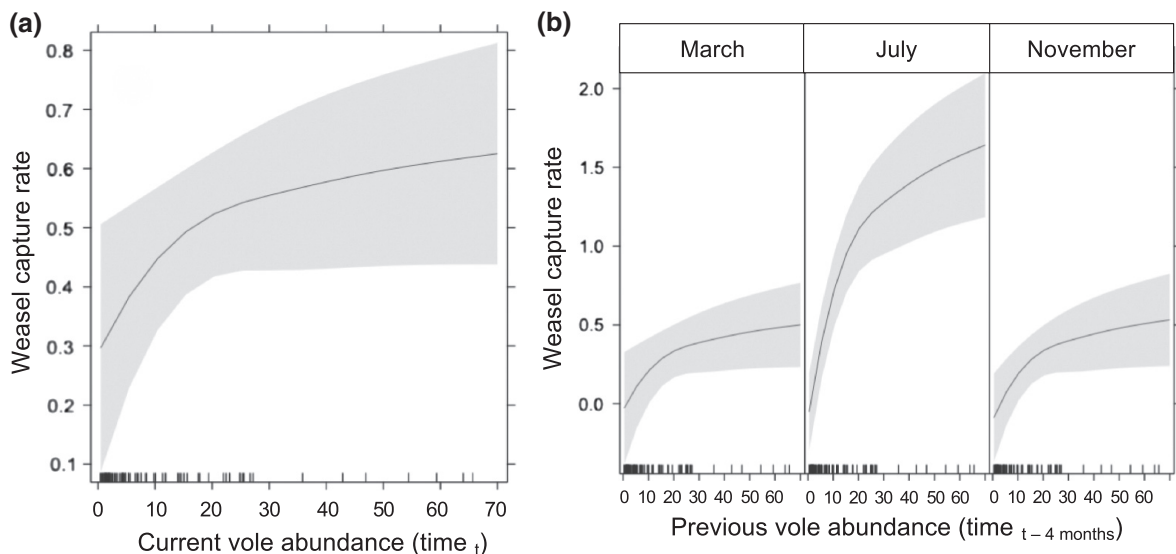 (a)
0.8
0.7
0.6
0.5
0.4
0.3
0.2
0.1
Weasel capture rate
0 10 20 30 40 50 60 70
Current vole abundance (time t)
(b)
March July November
2.0
1.5
1.0
0.5
0.0
Weasel capture rate
0 10 20 30 40 50 60 0 10 20 30 40 50 60 0 10 20 30 40 50 60
Previous vole abundance (time t – 4 months)